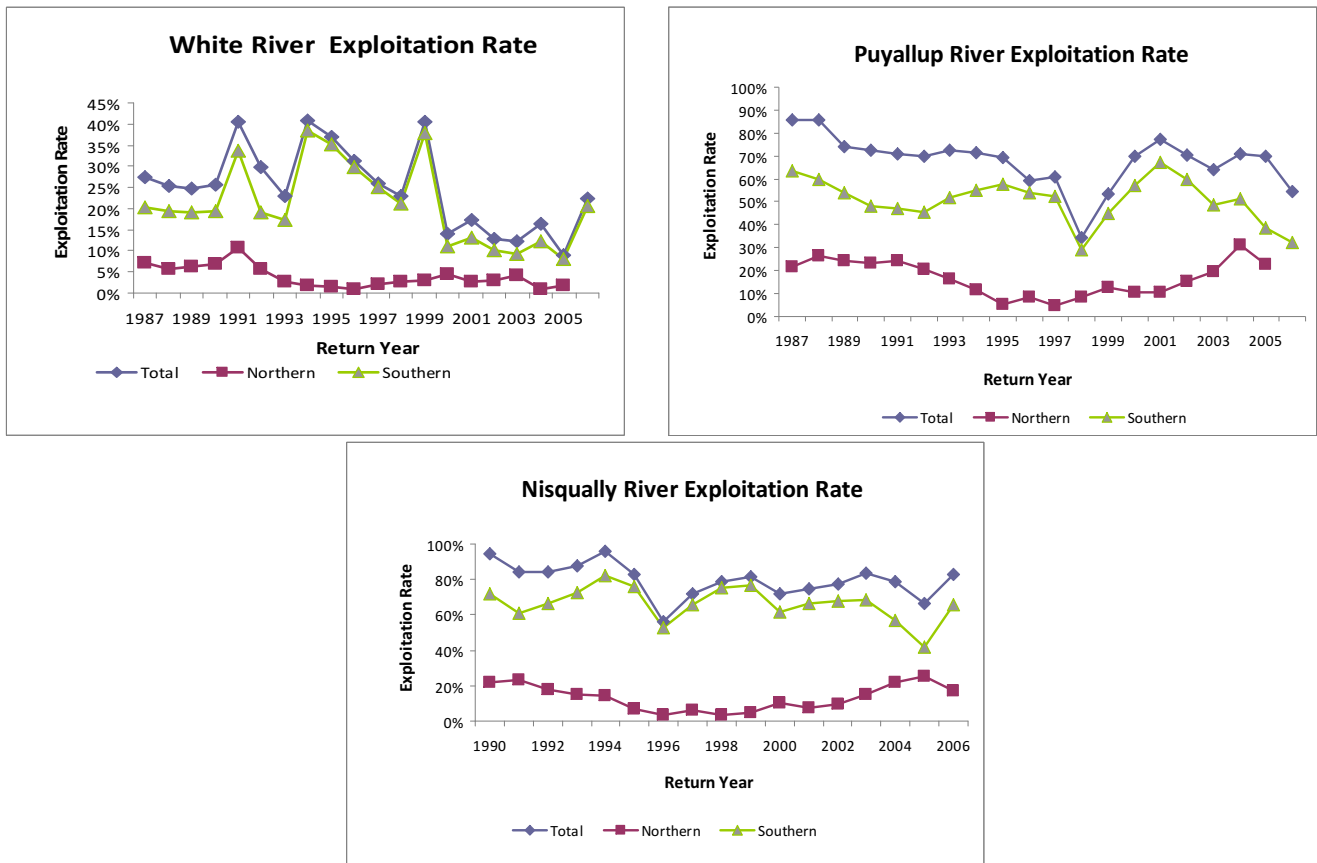 White River  Exploitation Rate
45%
40%
35%
30%
25%
20%
15%
10%
5%
0%
Exploitation Rate
1987 1989 1991 1993 1995 1997 1999 2001 2003 2005
Return Year
Total Northern Southern
Puyallup River Exploitation Rate
100%
90%
80%
70%
60%
50%
40%
30%
20%
10%
0%
Exploitation Rate
1987 1989 1991 1993 1995 1997 1999 2001 2003 2005
Return Year
Total Northern Southern
Nisqually River Exploitation Rate
100%
80%
60%
40%
20%
0%
Exploitation Rate
1990 1992 1994 1996 1998 2000 2002 2004 2006
Return Year
Total Northern Southern